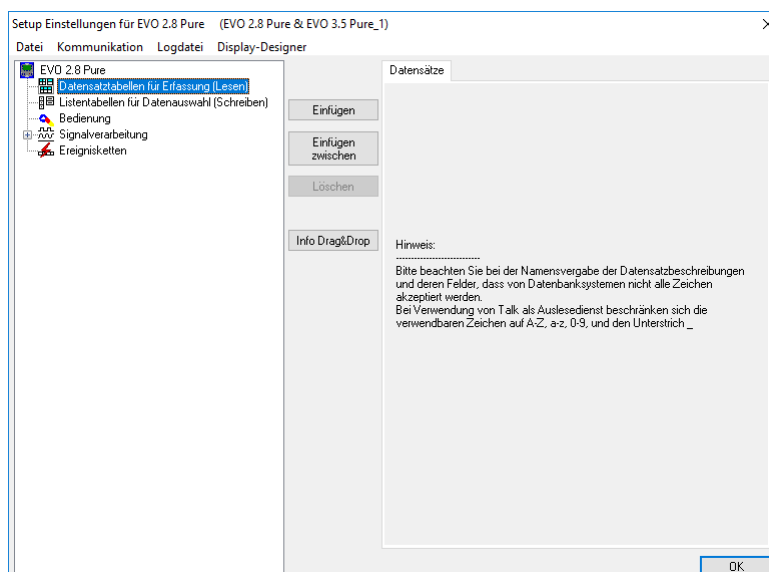 Setup Einstellungen für EVO 2.8 Pure (EVO 2.8 Pure & EVO 3.5 Pure_1)
Datei Kommunikation Logdatei Display-Designer
EVO 2.8 Pure
Datensatztabellen für Erfassung (Lesen)
Listentabellen für Datenauswahl (Schreiben)
Bedienung
Signalverarbeitung
Ereignisketten
Einfügen
Einfügen
zwischen
Löschen
Info Drag&Drop
Datensätze
Hinweis:
----------------------------
Bitte beachten Sie bei der Namensvergabe der Datensatzbeschreibungen
und deren Felder, dass von Datenbanksystemen nicht alle Zeichen
akzeptiert werden.
Bei Verwendung von Talk als Auslesedienst beschränken sich die
verwendbaren Zeichen auf A-Z, a-z, 0-9, und den Unterstrich _
OK